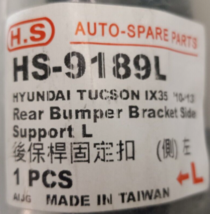 H.S
AUTO-SPARE PARTS
HS-9189L
HYUNDAI TUCSON IX35 '10-'13
Rear Bumper Bracket Side
Support L
後保桿固定扣 (側) 左
1 PCS
←L
MADE IN TAIWAN